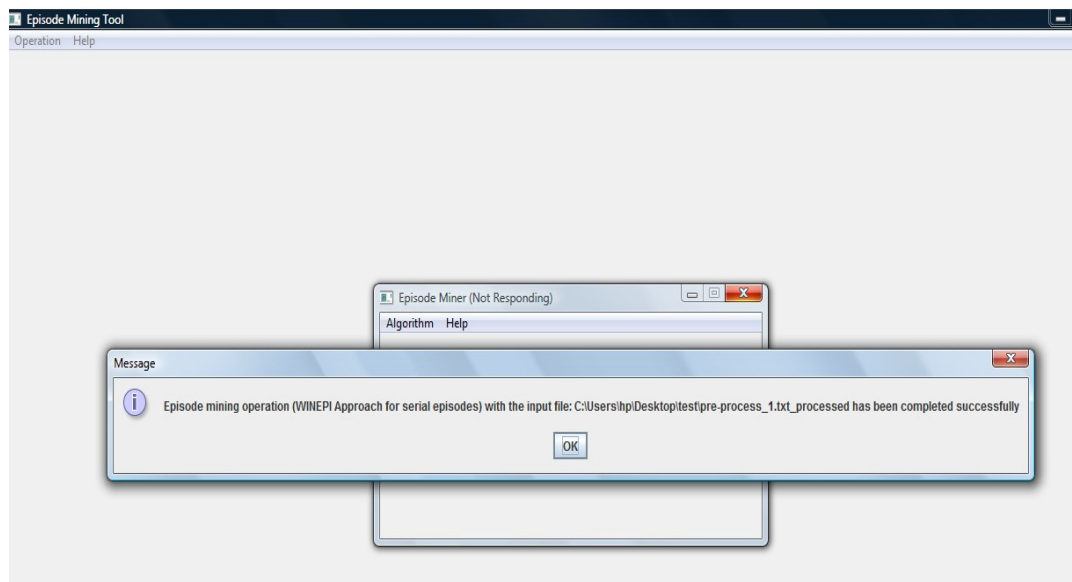 Episode Mining Tool
Operation Help
Episode Miner (Not Responding)
Algorithm Help
Message
Episode mining operation (WINEPI Approach for serial episodes) with the input file: C:\Users\hp\Desktop\test\pre-process_1.txt_processed has been completed successfully
OK